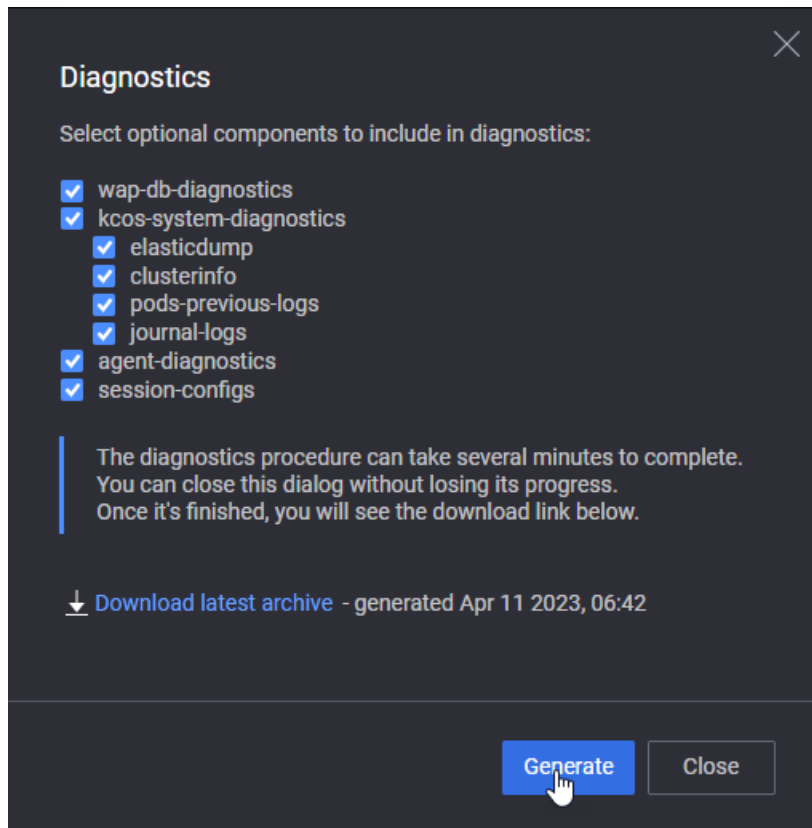 Diagnostics
Select optional components to include in diagnostics:
wap-db-diagnostics
kcos-system-diagnostics
elasticdump
clusterinfo
pods-previous-logs
journal-logs
agent-diagnostics
session-configs
The diagnostics procedure can take several minutes to complete.
You can close this dialog without losing its progress.
Once it's finished, you will see the download link below.
Download latest archive - generated Apr 11 2023, 06:42
Generate Close